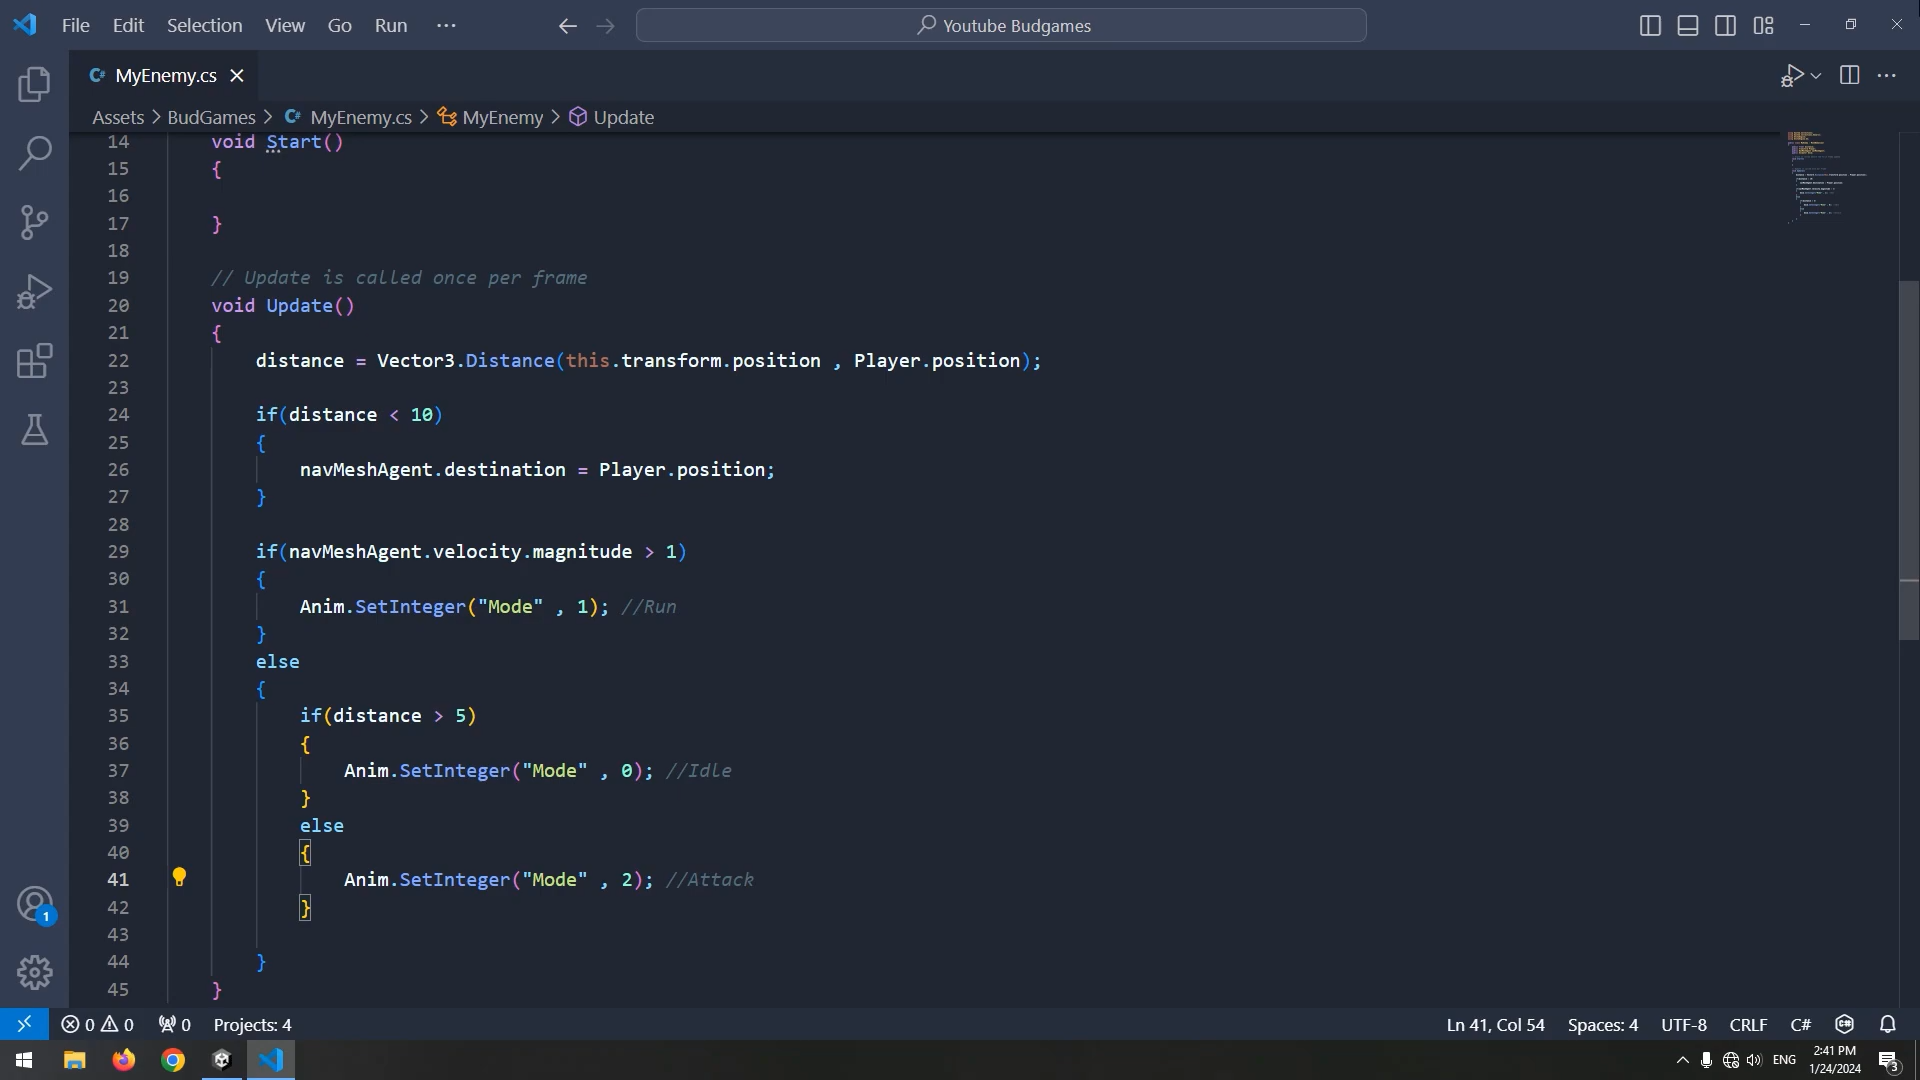 File Edit Selection View Go Run ···
Youtube Budgames
MyEnemy.cs
Assets > BudGames > MyEnemy.cs > MyEnemy > Update
14 void Start()
15 {
16
17 }
18
19 // Update is called once per frame
20 void Update()
21 {
22 distance = Vector3.Distance(this.transform.position , Player.position);
23
24 if(distance < 10)
25 {
26 navMeshAgent.destination = Player.position;
27 }
28
29 if(navMeshAgent.velocity.magnitude > 1)
30 {
31 Anim.SetInteger("Mode" , 1); //Run
32 }
33 else
34 {
35 if(distance > 5)
36 {
37 Anim.SetInteger("Mode" , 0); //Idle
38 }
39 else
40 {
41 Anim.SetInteger("Mode" , 2); //Attack
42 }
43
44 }
45 }
1
0 0 0 Projects: 4 Ln 41, Col 54 Spaces: 4 UTF-8 CRLF C#
ENG
2:41 PM
1/24/2024
3